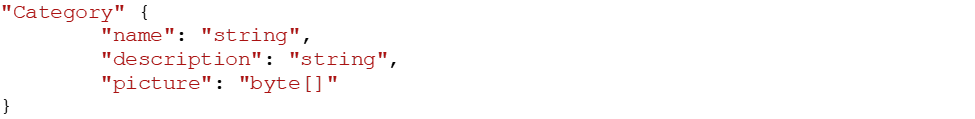 "Category" {
        "name": "string",
        "description": "string",
        "picture": "byte[]"
}